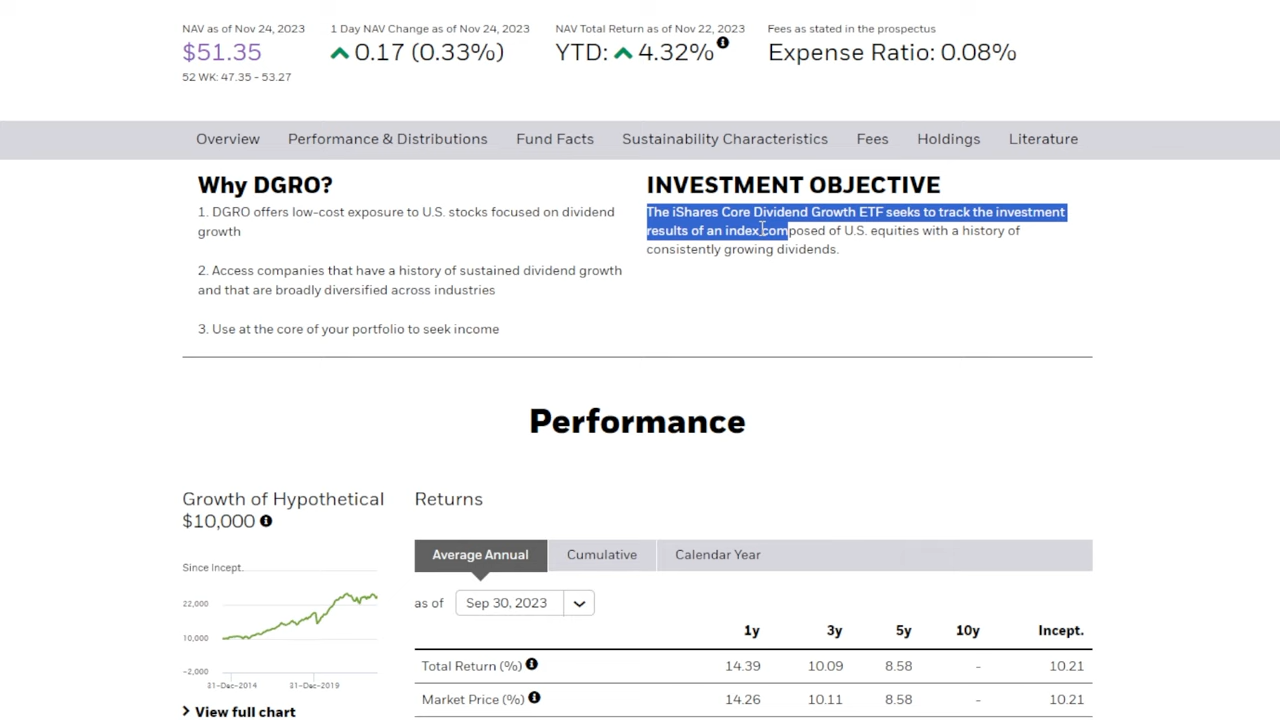 NAV as of Nov 24, 2023
$51.35
52 WK: 47.35 - 53.27
1 Day NAV Change as of Nov 24, 2023
0.17 (0.33%)
NAV Total Return as of Nov 22, 2023
YTD: 4.32%
Fees as stated in the prospectus
Expense Ratio: 0.08%
Overview Performance & Distributions Fund Facts Sustainability Characteristics Fees Holdings Literature
Why DGRO?
1. DGRO offers low-cost exposure to U.S. stocks focused on dividend
growth
2. Access companies that have a history of sustained dividend growth
and that are broadly diversified across industries
3. Use at the core of your portfolio to seek income
INVESTMENT OBJECTIVE
The iShares Core Dividend Growth ETF seeks to track the investment
results of an index composed of U.S. equities with a history of
consistently growing dividends.
Performance
Growth of Hypothetical
$10,000
Since Incept.
22,000
10,000
-2,000
31-Dec-2014 31-Dec-2019
View full chart
Returns
Average Annual Cumulative Calendar Year
as of Sep 30, 2023
1y 3y 5y 10y Incept.
Total Return (%) 14.39 10.09 8.58 - 10.21
Market Price (%) 14.26 10.11 8.58 - 10.21